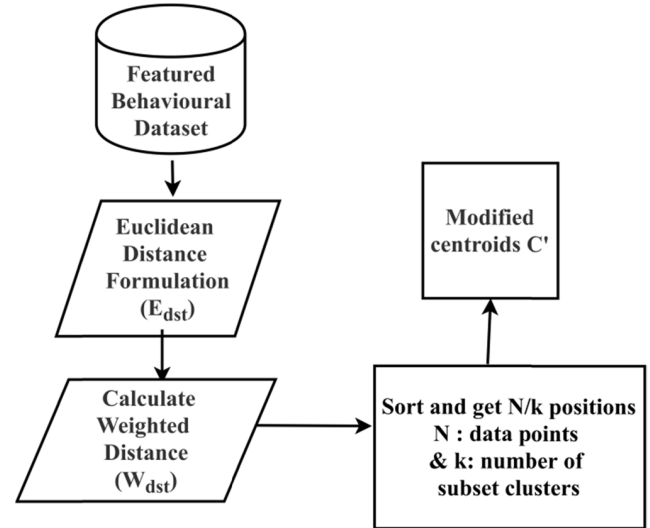 Featured
Behavioural
Dataset
Euclidean
Distance
Formulation
(Edst)
Calculate
Weighted
Distance
(Wdst)
Sort and get N/k positions
N : data points
& k: number of
subset clusters
Modified
centroids C'